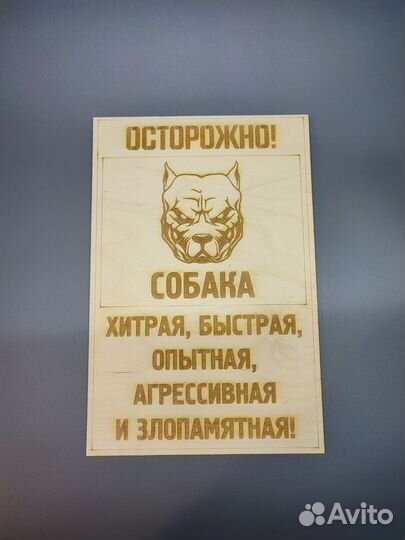 ОСТОРОЖНО!
СОБАКА
ХИТРАЯ, БЫСТРАЯ,
ОПЫТНАЯ,
АГРЕССИВНАЯ
И ЗЛОПАМЯТНАЯ!
Avito